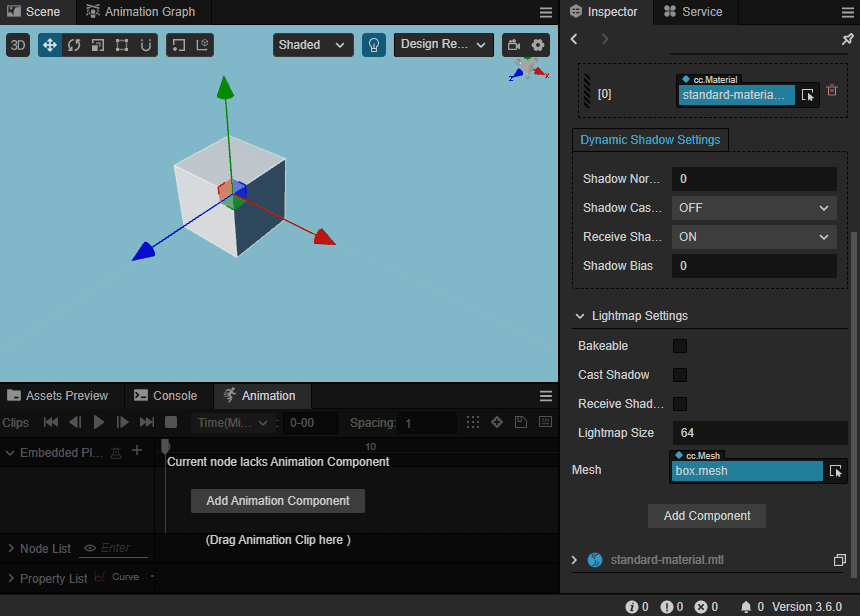 Scene Animation Graph
3D Shaded Design Re...
x
z
Assets Preview Console Animation
Clips Time(Mi... : 0-00 Spacing: 1
Embedded Pl... 10
Current node lacks Animation Component
Add Animation Component
(Drag Animation Clip here )
Node List Enter
Property List Curve
Inspector Service
cc.Material
[0] standard-materia...
Dynamic Shadow Settings
Shadow Nor... 0
Shadow Cas... OFF
Receive Sha... ON
Shadow Bias 0
Lightmap Settings
Bakeable
Cast Shadow
Receive Shad...
Lightmap Size 64
cc.Mesh
Mesh box.mesh
Add Component
standard-material.mtl
0 0 0 0 Version 3.6.0